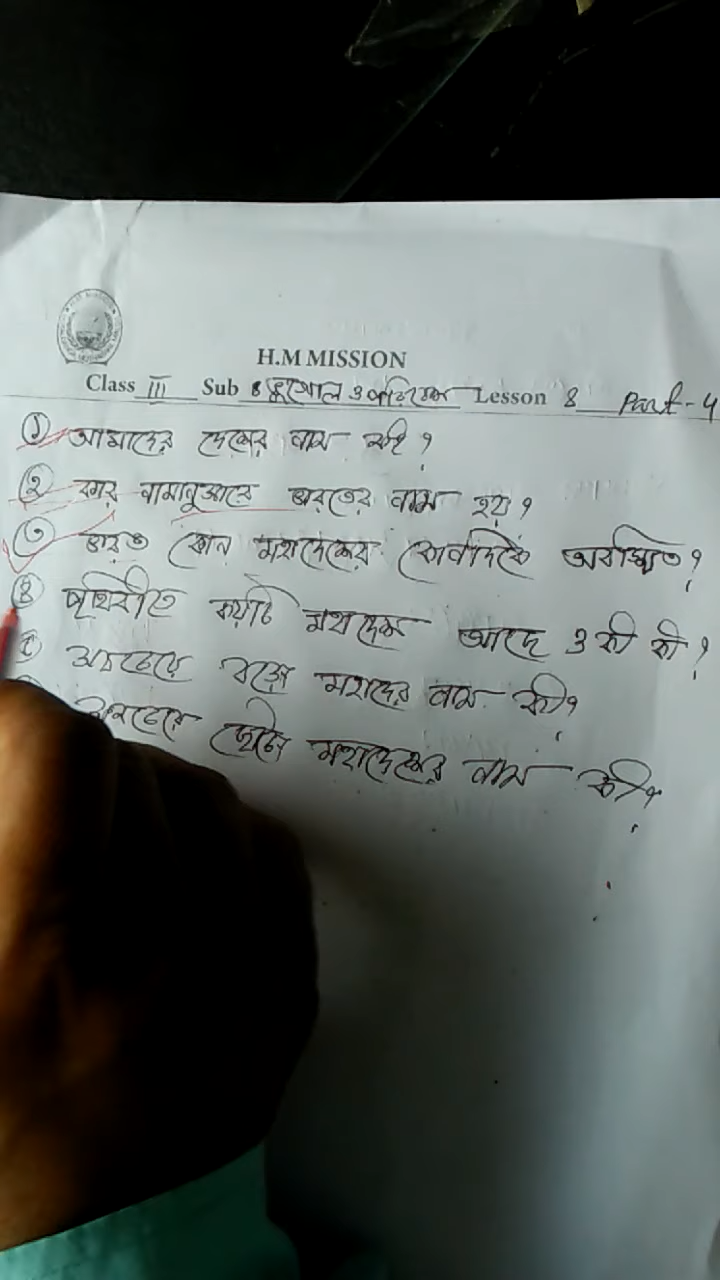 H.M MISSION
Class III Sub ভূগোল ও পরিবেশ Lesson 8 Part - 4
① আমাদের দেশের নাম কী ?
② কার নামানুসারে ভারতের নাম হয় ?
③ ভারত কোন মহাদেশের কোনদিকে অবস্থিত ?
④ পৃথিবীতে কয়টি মহাদেশ আছে ও কী কী ?
⑤ সবচেয়ে বড়ো মহাদেশের নাম কী ?
সবচেয়ে ছোটো মহাদেশের নাম কী ?